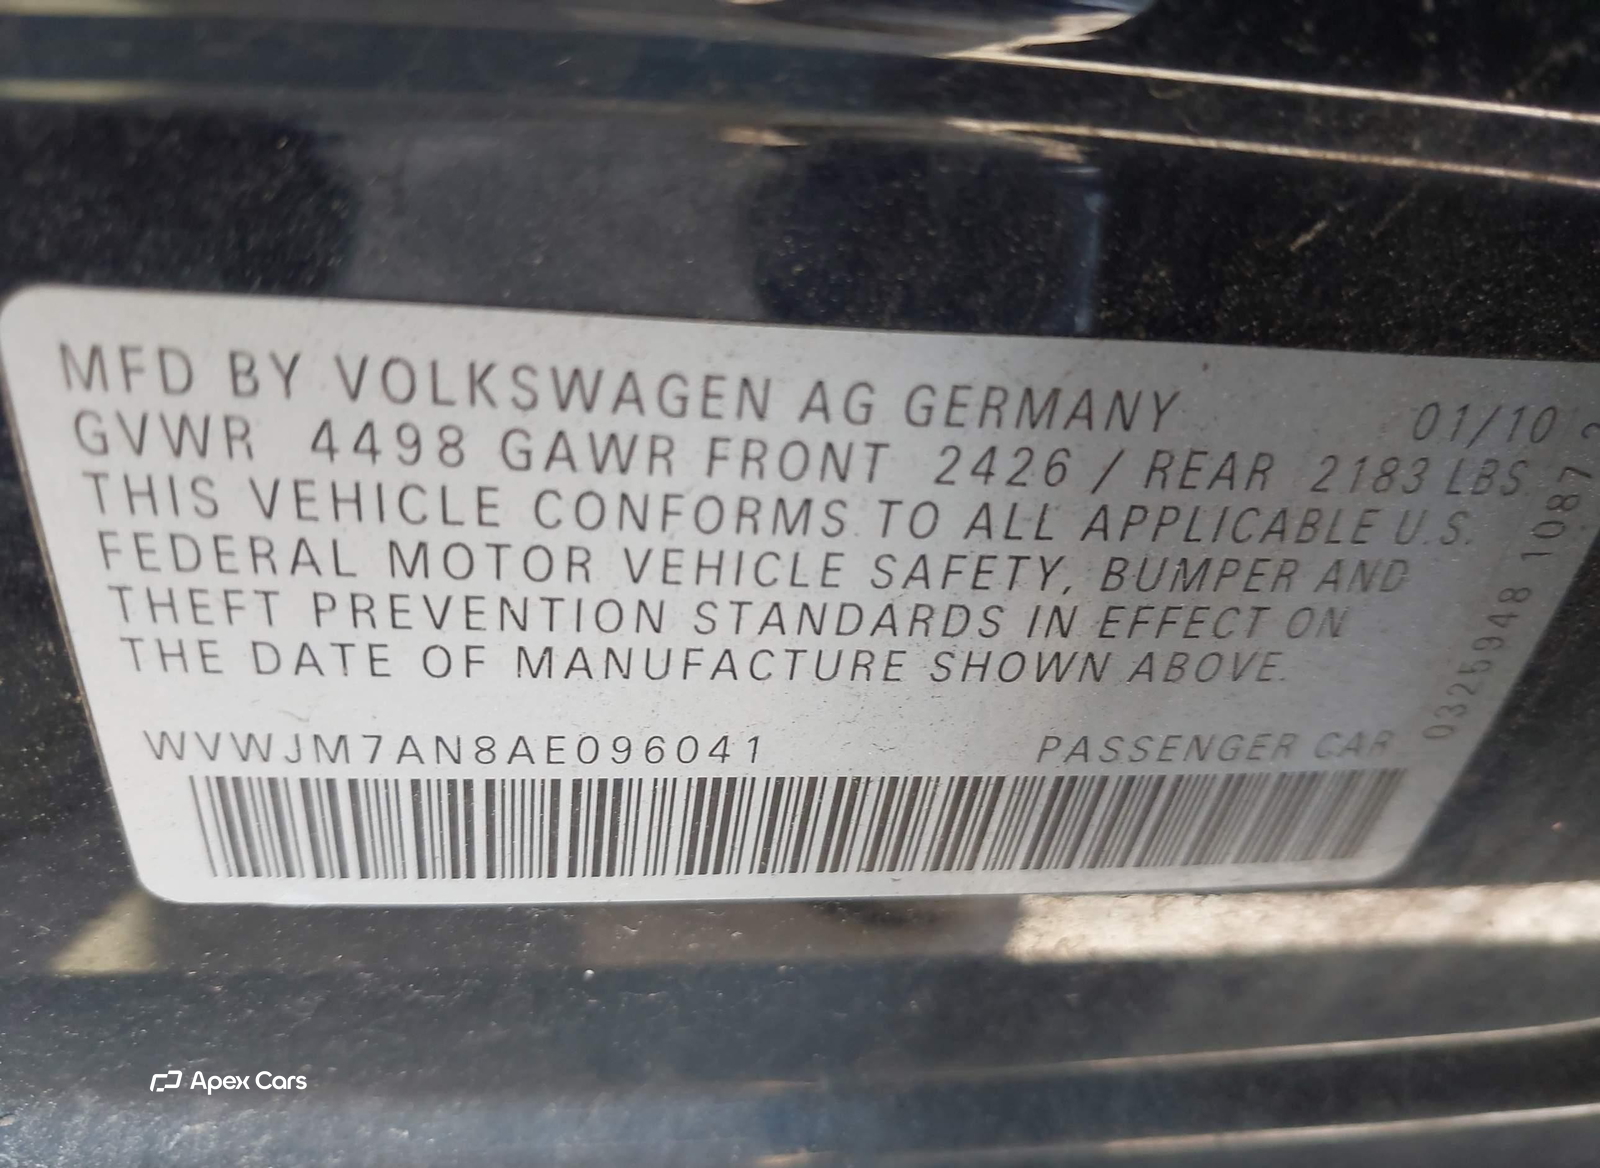 MFD BY VOLKSWAGEN AG GERMANY 01/10
GVWR 4498 GAWR FRONT 2426 / REAR 2183 LBS
THIS VEHICLE CONFORMS TO ALL APPLICABLE U.S.
FEDERAL MOTOR VEHICLE SAFETY, BUMPER AND
THEFT PREVENTION STANDARDS IN EFFECT ON
THE DATE OF MANUFACTURE SHOWN ABOVE.
WVWJM7AN8AE096041 PASSENGER CAR
0325948 1087
Apex Cars